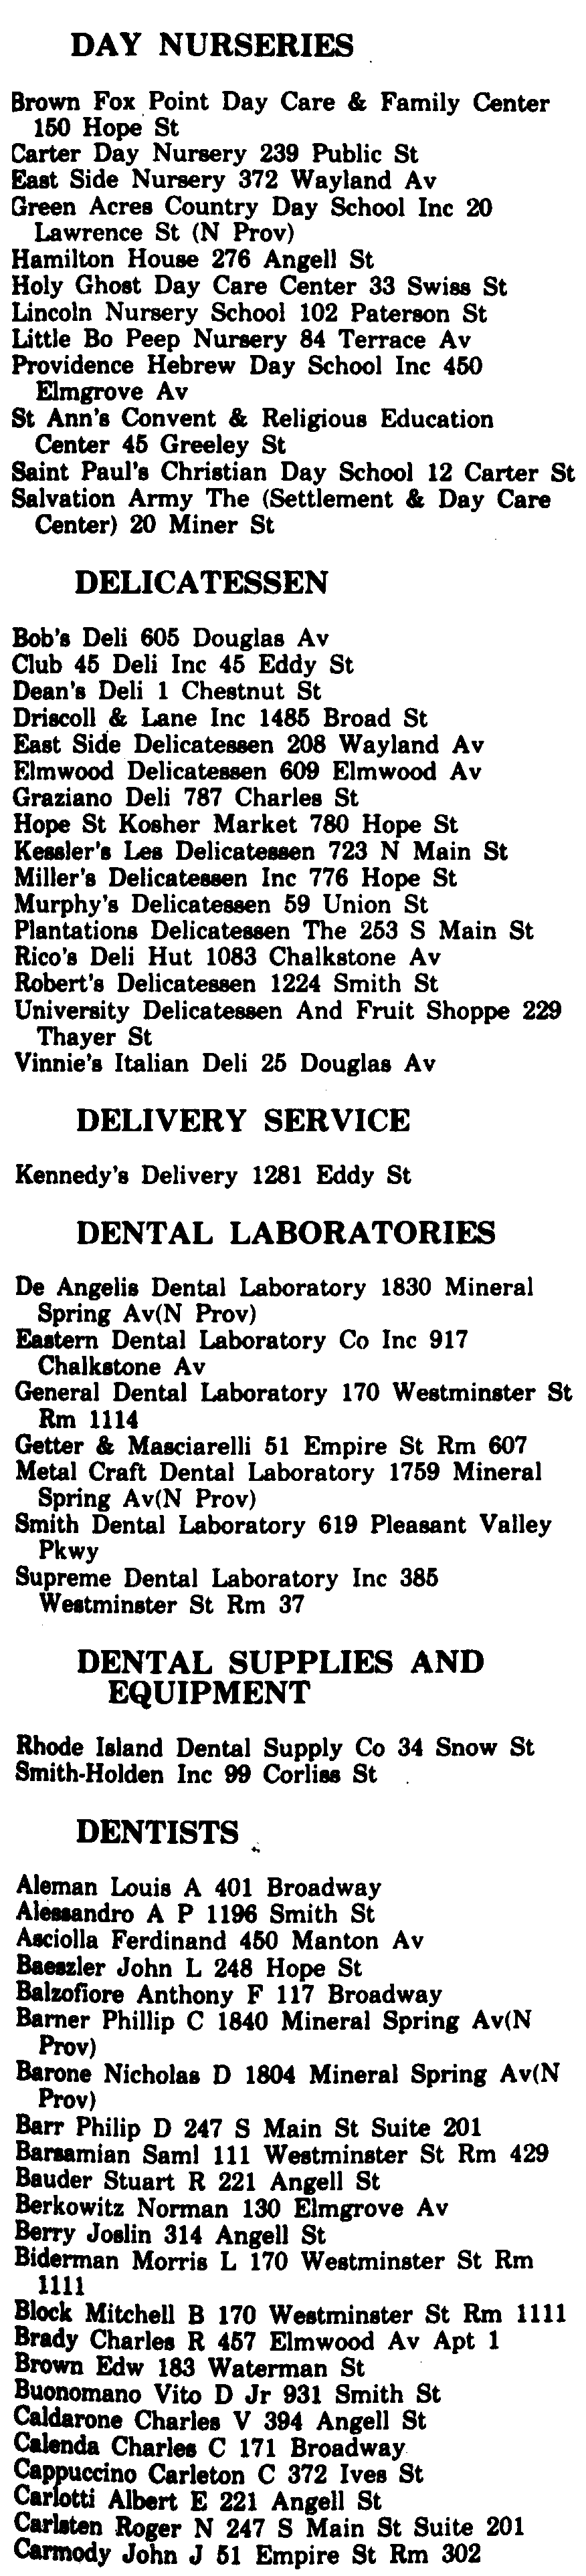 DAY NURSERIES
Brown Fox Point Day Care & Family Center
150 Hope St
Carter Day Nursery 239 Public St
East Side Nursery 372 Wayland Av
Green Acres Country Day School Inc 20
Lawrence St (N Prov)
Hamilton House 276 Angell St
Holy Ghost Day Care Center 33 Swiss St
Lincoln Nursery School 102 Paterson St
Little Bo Peep Nursery 84 Terrace Av
Providence Hebrew Day School Inc 450
Elmgrove Av
St Ann's Convent & Religious Education
Center 45 Greeley St
Saint Paul's Christian Day School 12 Carter St
Salvation Army The (Settlement & Day Care
Center) 20 Miner St
DELICATESSEN
Bob's Deli 605 Douglas Av
Club 45 Deli Inc 45 Eddy St
Dean's Deli 1 Chestnut St
Driscoll & Lane Inc 1485 Broad St
East Side Delicatessen 208 Wayland Av
Elmwood Delicatessen 609 Elmwood Av
Graziano Deli 787 Charles St
Hope St Kosher Market 780 Hope St
Kessler's Les Delicatessen 723 N Main St
Miller's Delicatessen Inc 776 Hope St
Murphy's Delicatessen 59 Union St
Plantations Delicatessen The 253 S Main St
Rico's Deli Hut 1083 Chalkstone Av
Robert's Delicatessen 1224 Smith St
University Delicatessen And Fruit Shoppe 229
Thayer St
Vinnie's Italian Deli 25 Douglas Av
DELIVERY SERVICE
Kennedy's Delivery 1281 Eddy St
DENTAL LABORATORIES
De Angelis Dental Laboratory 1830 Mineral
Spring Av(N Prov)
Eastern Dental Laboratory Co Inc 917
Chalkstone Av
General Dental Laboratory 170 Westminster St
Rm 1114
Getter & Masciarelli 51 Empire St Rm 607
Metal Craft Dental Laboratory 1759 Mineral
Spring Av(N Prov)
Smith Dental Laboratory 619 Pleasant Valley
Pkwy
Supreme Dental Laboratory Inc 385
Westminster St Rm 37
DENTAL SUPPLIES AND
EQUIPMENT
Rhode Island Dental Supply Co 34 Snow St
Smith-Holden Inc 99 Corliss St
DENTISTS
Aleman Louis A 401 Broadway
Alessandro A P 1196 Smith St
Asciolla Ferdinand 450 Manton Av
Baeszler John L 248 Hope St
Balzofiore Anthony F 117 Broadway
Barner Phillip C 1840 Mineral Spring Av(N
Prov)
Barone Nicholas D 1804 Mineral Spring Av(N
Prov)
Barr Philip D 247 S Main St Suite 201
Barsamian Saml 111 Westminster St Rm 429
Bauder Stuart R 221 Angell St
Berkowitz Norman 130 Elmgrove Av
Berry Joslin 314 Angell St
Biderman Morris L 170 Westminster St Rm
1111
Block Mitchell B 170 Westminster St Rm 1111
Brady Charles R 457 Elmwood Av Apt 1
Brown Edw 183 Waterman St
Buonomano Vito D Jr 931 Smith St
Caldarone Charles V 394 Angell St
Calenda Charles C 171 Broadway
Cappuccino Carleton C 372 Ives St
Carlotti Albert E 221 Angell St
Carlsten Roger N 247 S Main St Suite 201
Carmody John J 51 Empire St Rm 302